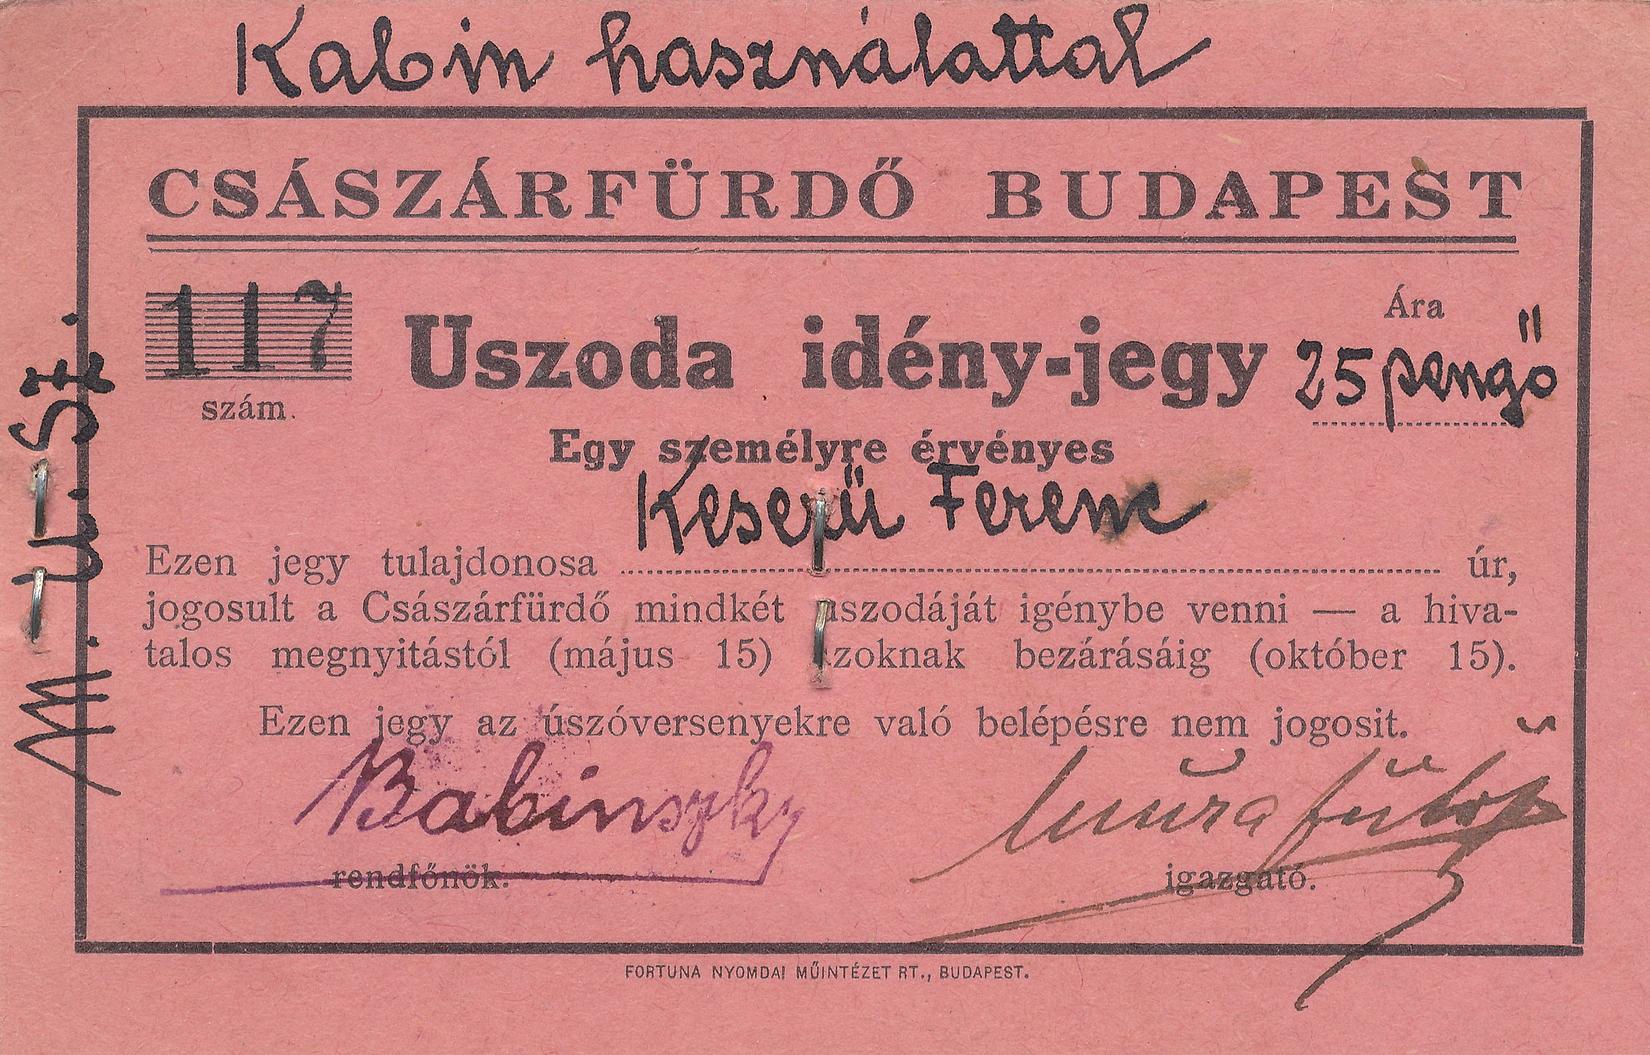 Kabin használattal
CSÁSZÁRFÜRDŐ BUDAPEST
117
szám.
Uszoda idény-jegy
Ára
25 pengő
Egy személyre érvényes
Keserü Ferenc
Ezen jegy tulajdonosa úr,
jogosult a Császárfürdő mindkét uszodáját igénybe venni — a hiva-
talos megnyitástól (május 15) azoknak bezárásáig (október 15).
Ezen jegy az úszóversenyekre való belépésre nem jogosit.
Babinszky
rendfőnök.
igazgató.
M. U. Sz.
FORTUNA NYOMDAI MŰINTÉZET RT., BUDAPEST.